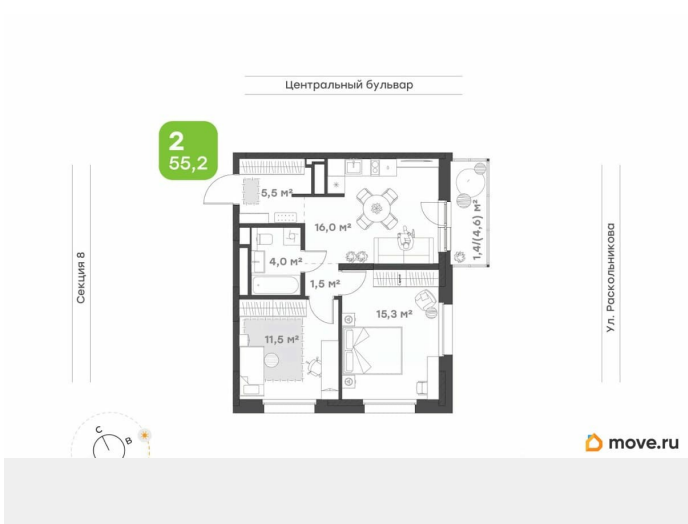 Центральный бульвар
2
55,2
5,5 м²
16,0 м²
1,4/(4,6) м²
4,0 м²
1,5 м²
15,3 м²
11,5 м²
Секция 8
Ул. Раскольникова
С
В
move.ru